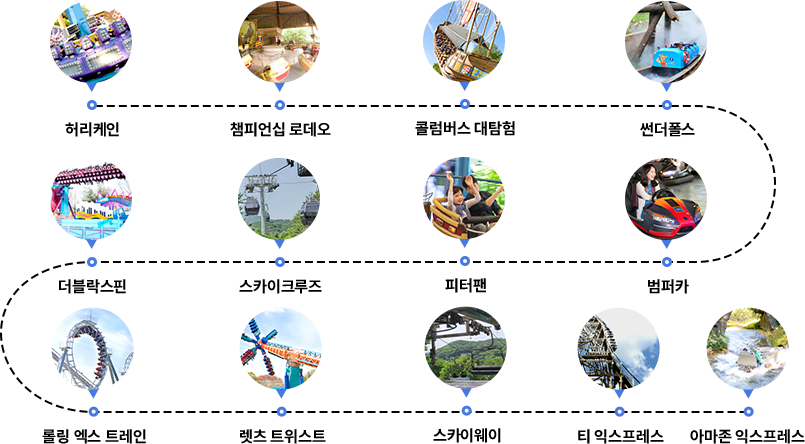 허리케인
챔피언십 로데오
콜럼버스 대탐험
썬더폴스
더블락스핀
스카이크루즈
피터팬
범퍼카
롤링 엑스 트레인
렛츠 트위스트
스카이웨이
티 익스프레스
아마존 익스프레스